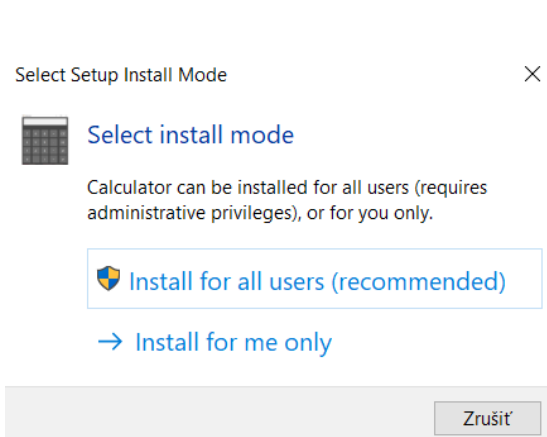 Select Setup Install Mode
Select install mode
Calculator can be installed for all users (requires
administrative privileges), or for you only.
Install for all users (recommended)
Install for me only
Zrušiť